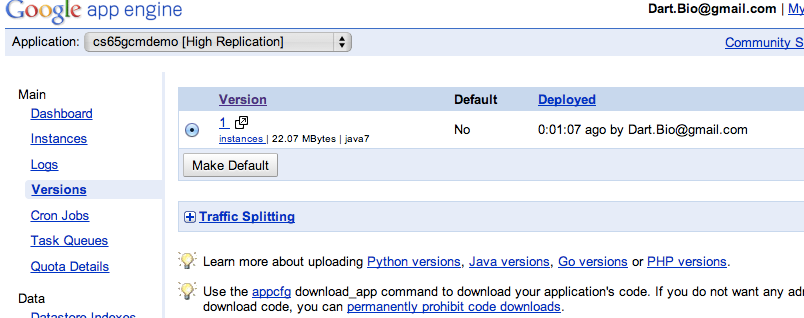 Google app engine
Dart.Bio@gmail.com | My
Application: cs65gcmdemo [High Replication]
Community S
Main
Dashboard
Instances
Logs
Versions
Cron Jobs
Task Queues
Quota Details
Data
Datastore Indexes
Version Default Deployed
1 No 0:01:07 ago by Dart.Bio@gmail.com
instances | 22.07 MBytes | java7
Make Default
Traffic Splitting
Learn more about uploading Python versions, Java versions, Go versions or PHP versions.
Use the appcfg download_app command to download your application's code. If you do not want any adm
download code, you can permanently prohibit code downloads.